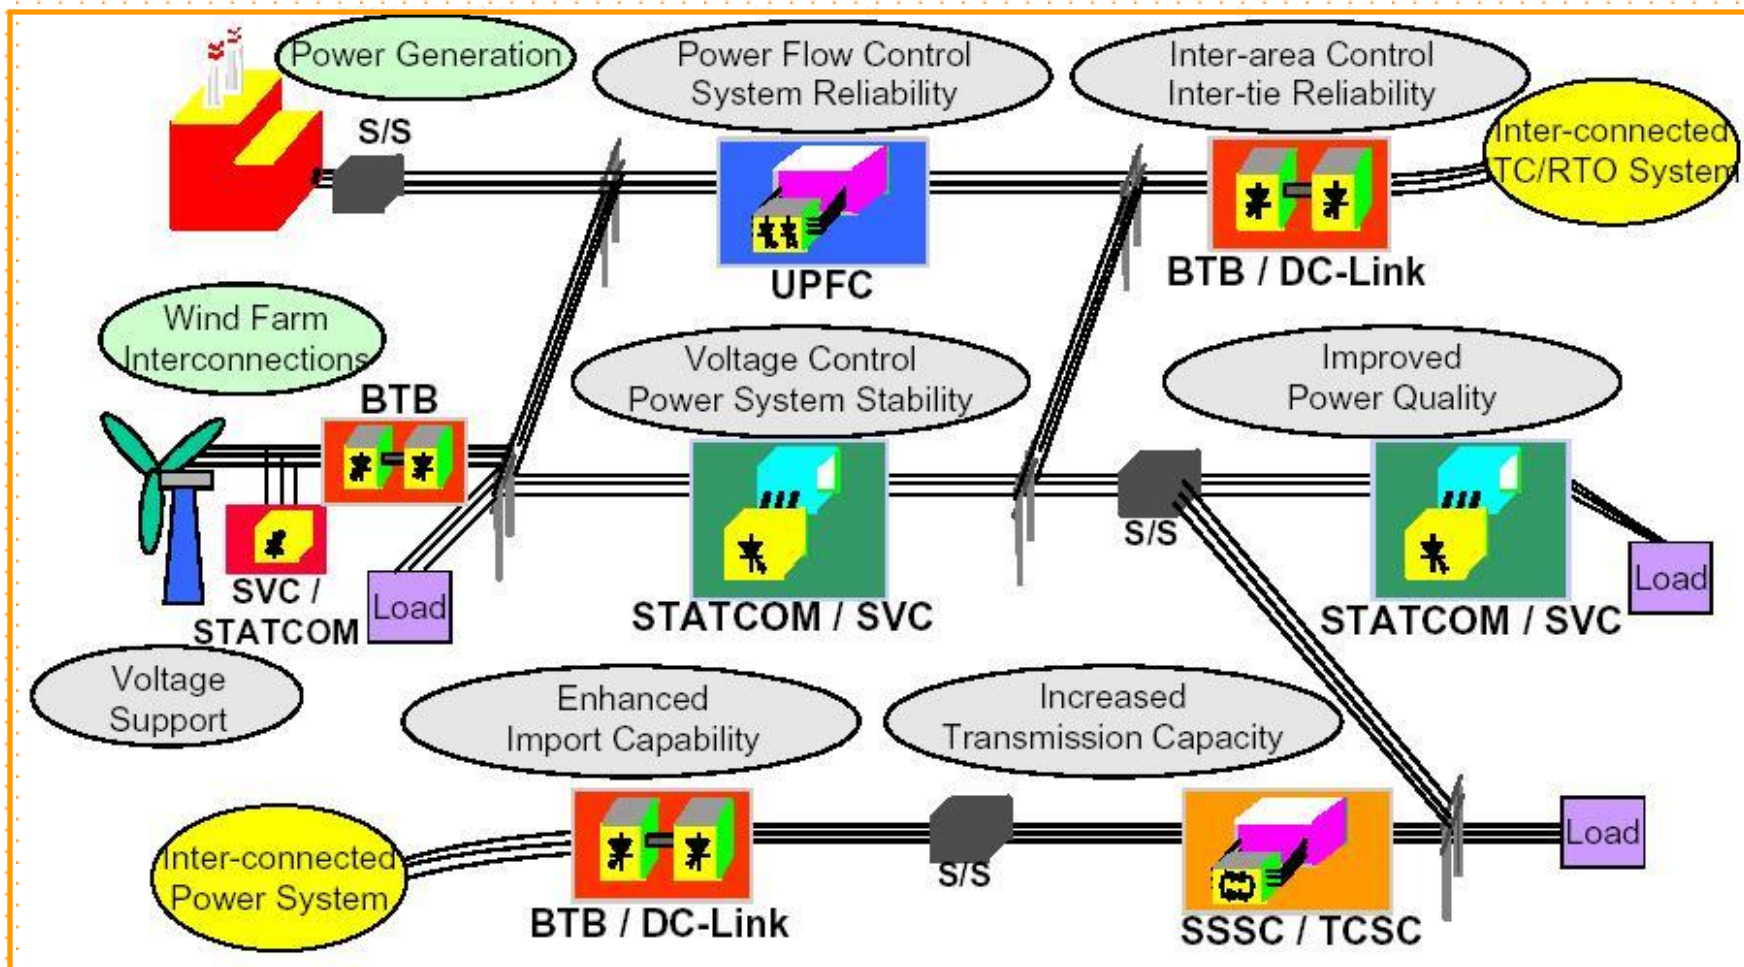 Power Generation
Power Flow Control
System Reliability
Inter-area Control
Inter-tie Reliability
Inter-connected
TC/RTO System
S/S
UPFC
BTB / DC-Link
Wind Farm
Interconnections
Voltage Control
Power System Stability
Improved
Power Quality
BTB
S/S
SVC /
STATCOM
Load
STATCOM / SVC
Load
STATCOM / SVC
Voltage
Support
Enhanced
Import Capability
Increased
Transmission Capacity
Inter-connected
Power System
S/S
Load
BTB / DC-Link
SSSC / TCSC